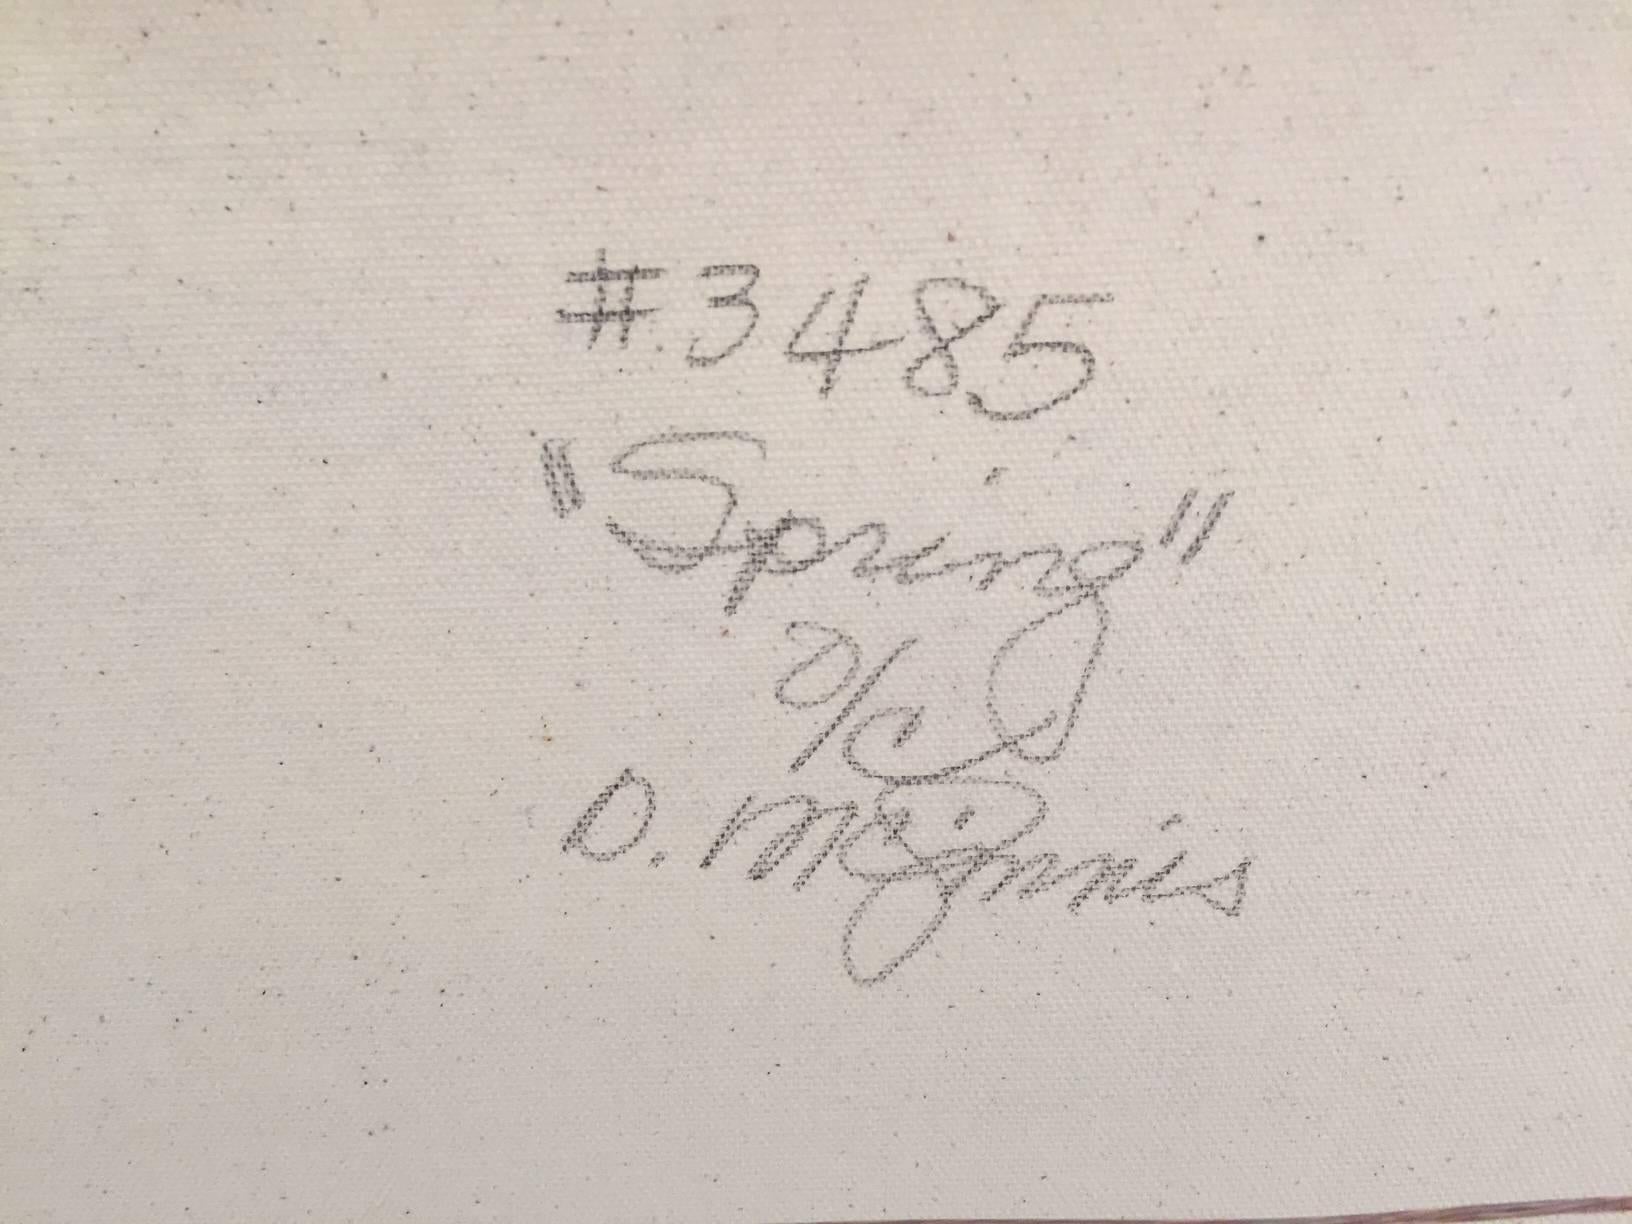 #3485
"Spring"
O/C
D. McGinnis